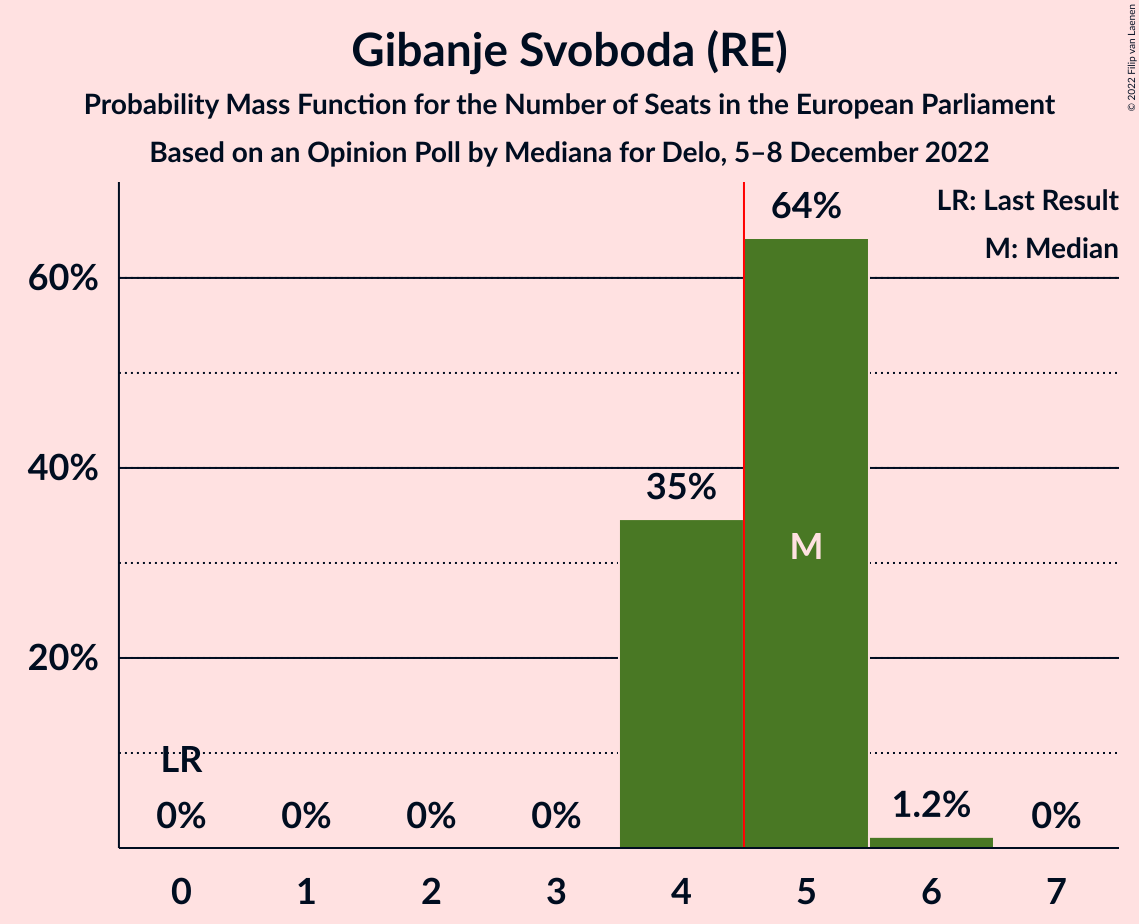 Gibanje Svoboda (RE)
Probability Mass Function for the Number of Seats in the European Parliament
Based on an Opinion Poll by Mediana for Delo, 5–8 December 2022
© 2022 Filip van Laenen
LR: Last Result
M: Median
60%
40%
20%
LR
0%
0%
0%
0%
35%
64%
M
1.2%
0%
0 1 2 3 4 5 6 7